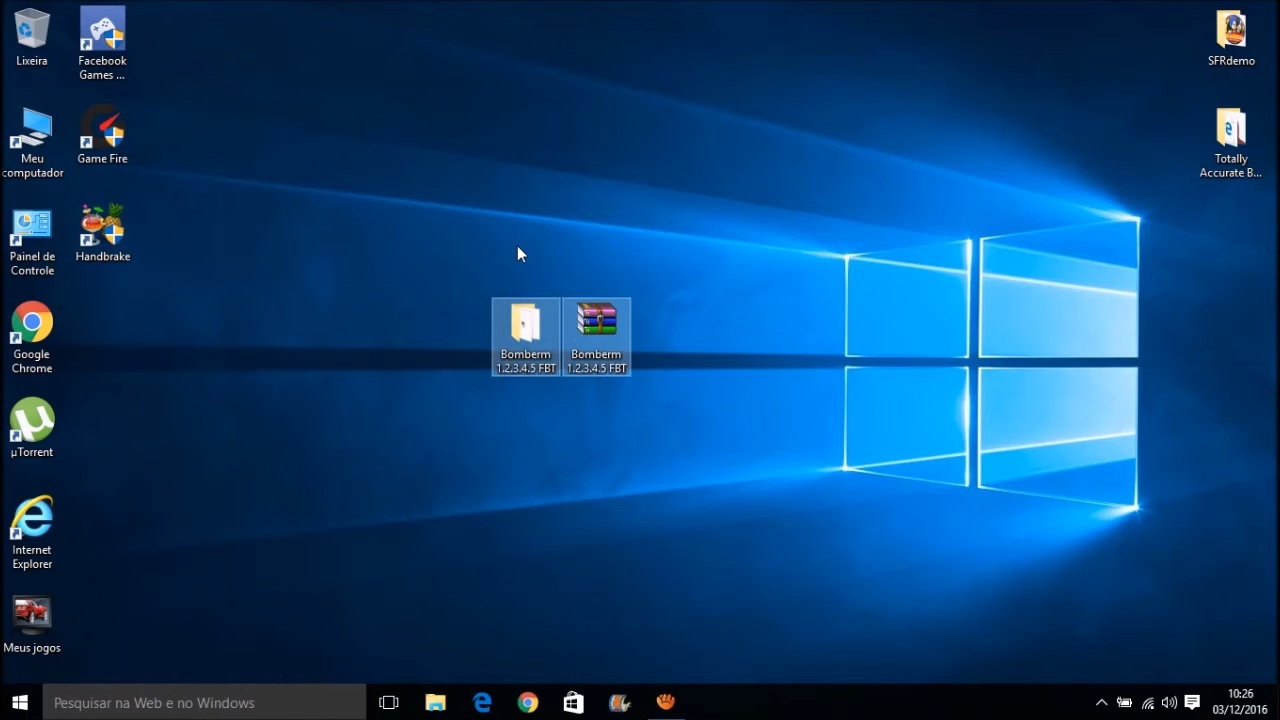 Lixeira
Facebook
Games ...
Meu
computador
Game Fire
Painel de
Controle
Handbrake
Google
Chrome
µTorrent
Internet
Explorer
Meus jogos
Bomberm
1.2.3.4.5 FBT
Bomberm
1.2.3.4.5 FBT
SFRdemo
Totally
Accurate B...
Pesquisar na Web e no Windows
10:26
03/12/2016